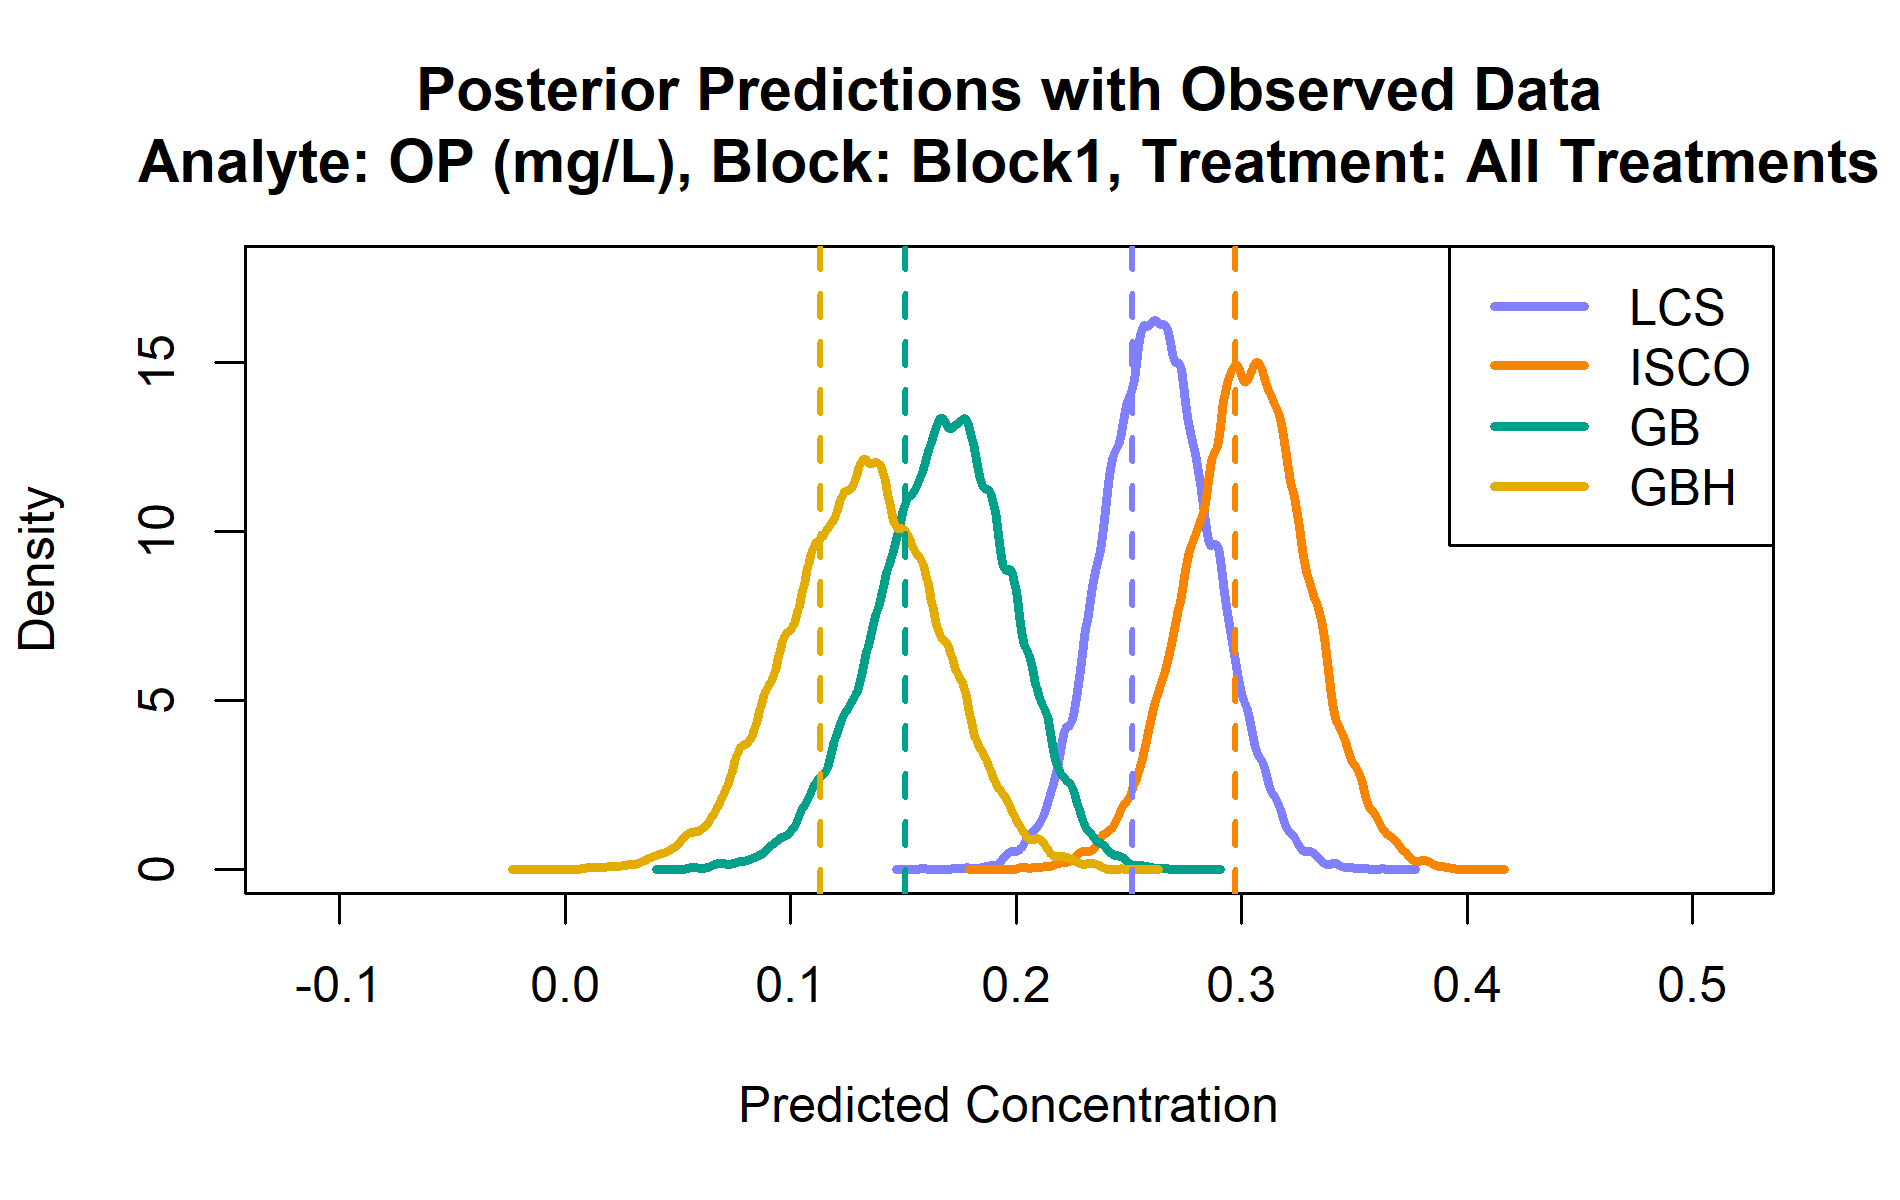 Posterior Predictions with Observed Data
Analyte: OP (mg/L), Block: Block1, Treatment: All Treatments
LCS
ISCO
GB
GBH
Density
15
10
5
0
-0.1 0.0 0.1 0.2 0.3 0.4 0.5
Predicted Concentration